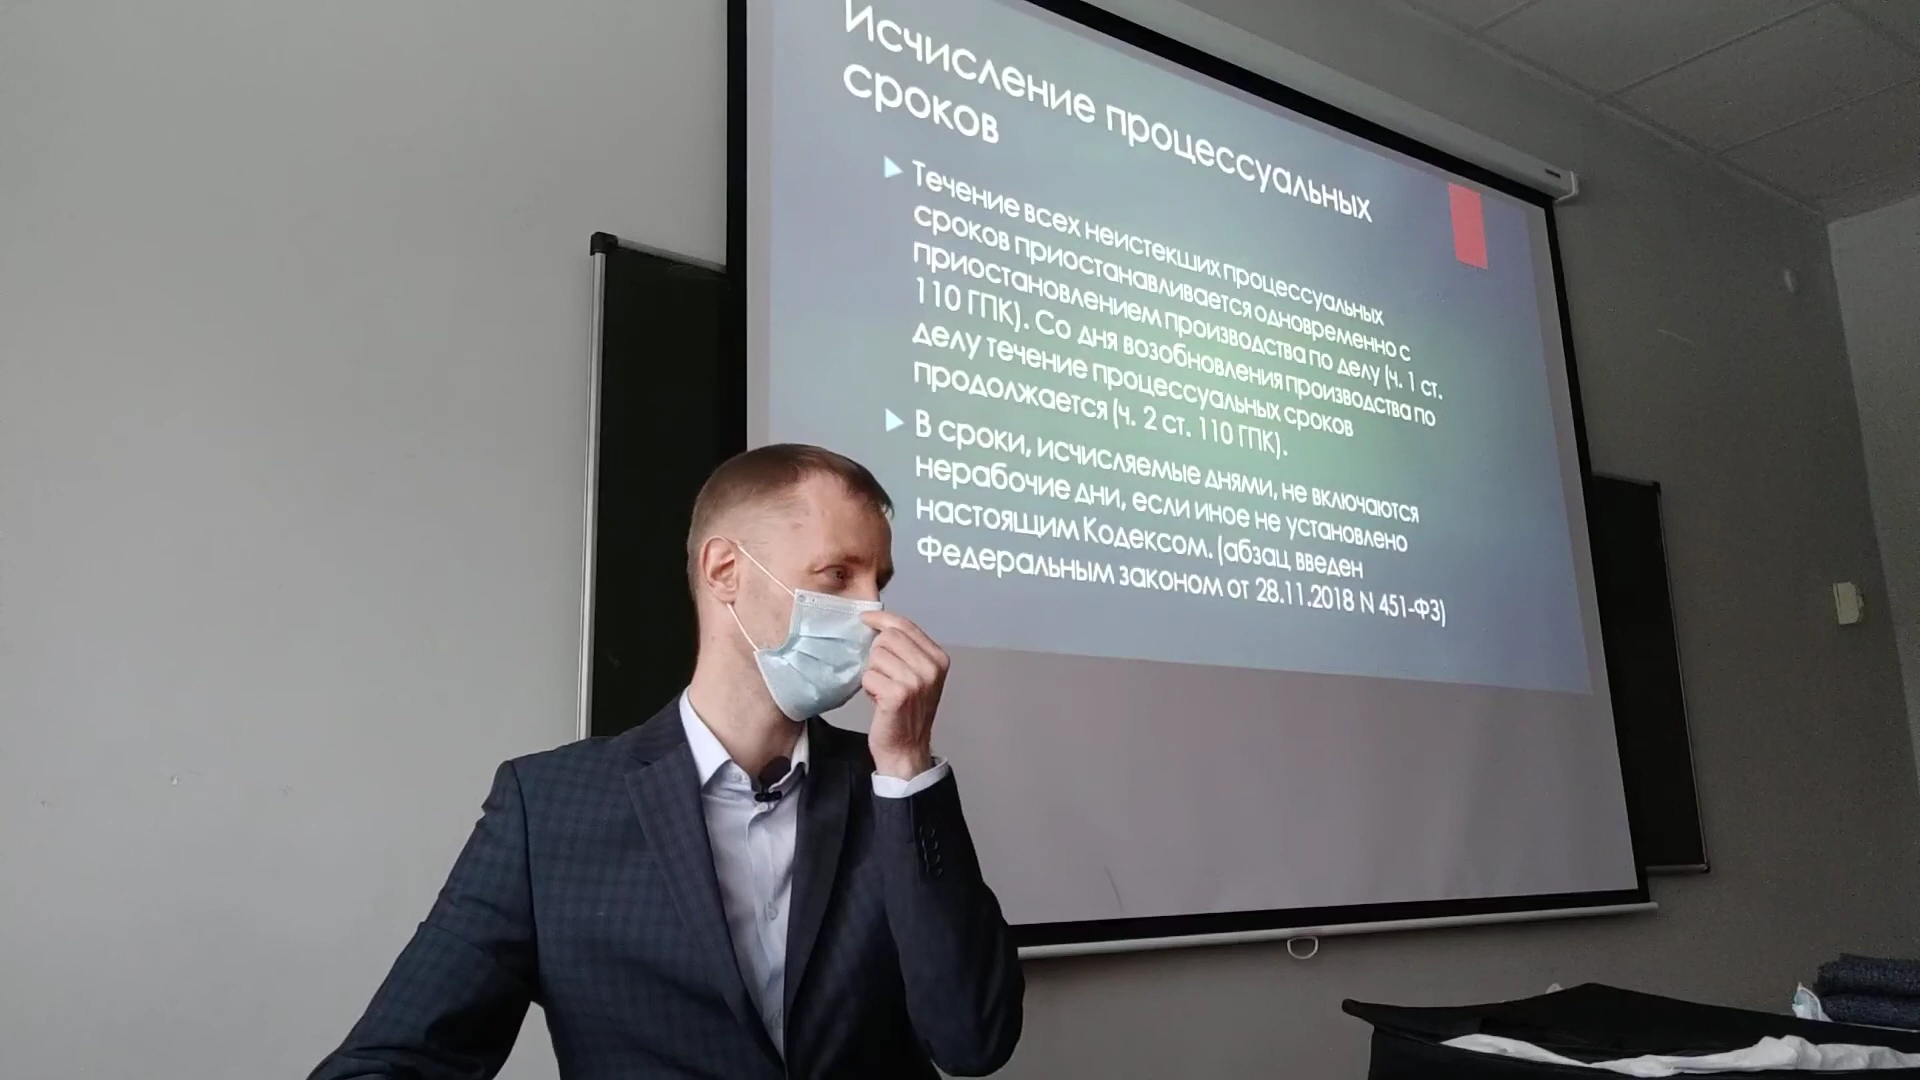 Исчисление процессуальных
сроков
Течение всех неистекших процессуальных
сроков приостанавливается одновременно с
приостановлением производства по делу (ч. 1 ст.
110 ГПК). Со дня возобновления производства по
делу течение процессуальных сроков
продолжается (ч. 2 ст. 110 ГПК).
В сроки, исчисляемые днями, не включаются
нерабочие дни, если иное не установлено
настоящим Кодексом. (абзац введен
Федеральным законом от 28.11.2018 N 451-ФЗ)